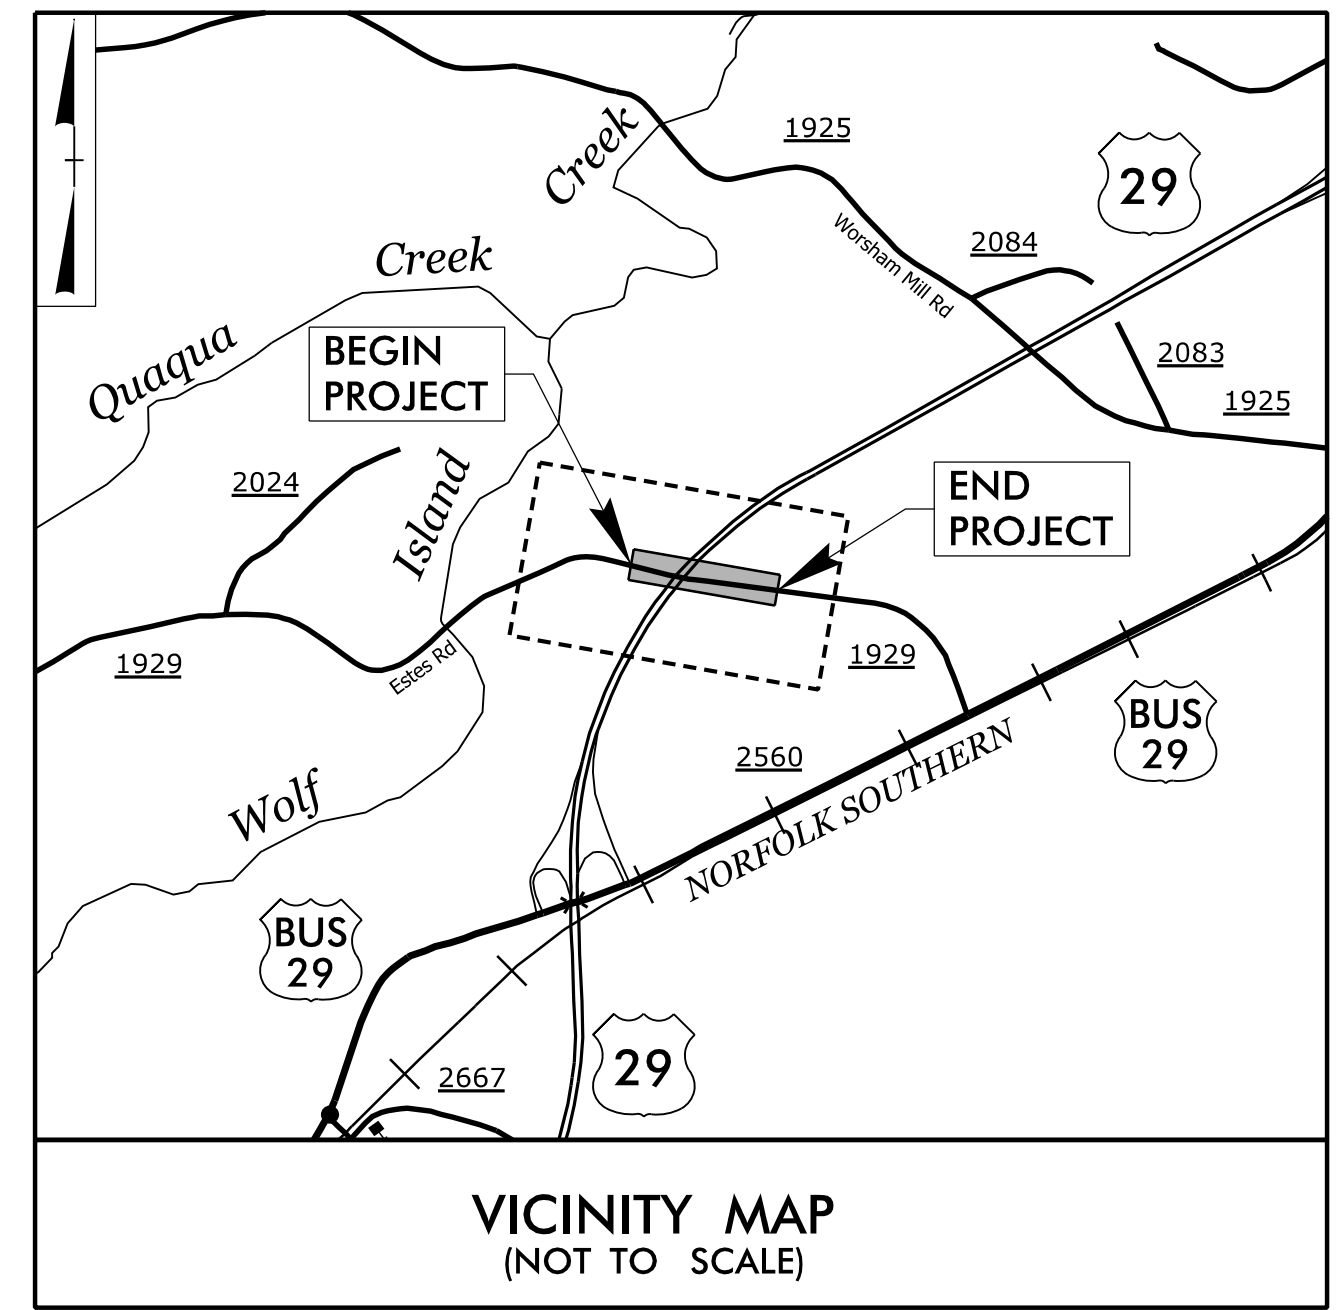 Creek
1925
29
Worsham Mill Rd
2084
Creek
Quaqua
BEGIN
PROJECT
2083
1925
2024
Island
END
PROJECT
1929
Estes Rd
1929
BUS
29
2560
NORFOLK SOUTHERN
Wolf
BUS
29
29
2667
VICINITY MAP
(NOT TO SCALE)